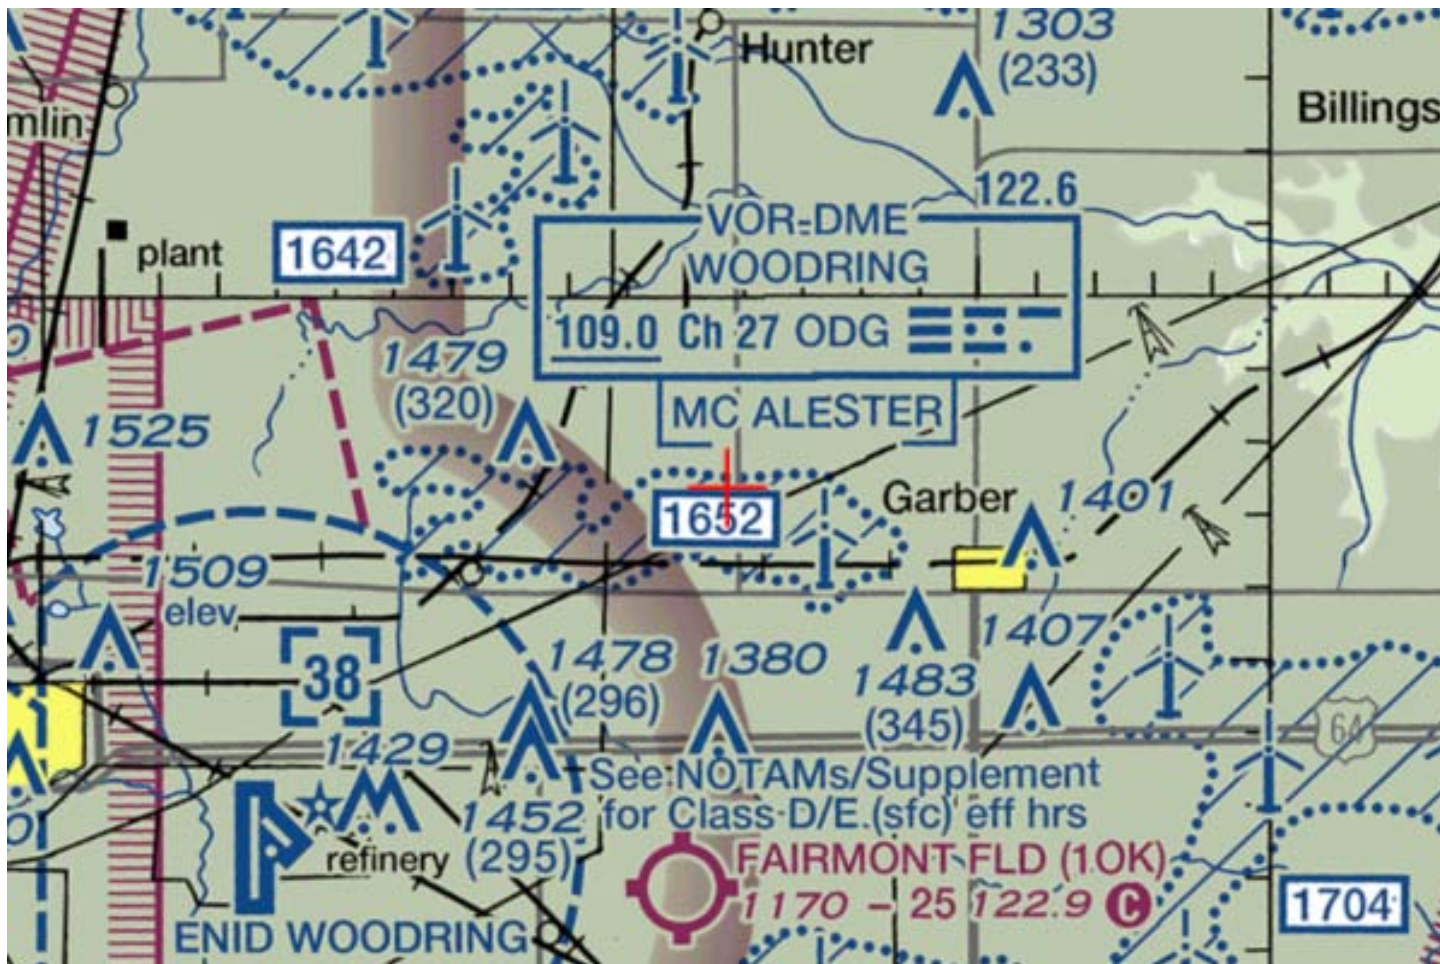 1303
(233)
Hunter
Billings
mlin
122.6
VOR-DME
WOODRING
plant
1642
109.0 Ch 27 ODG
0
1479
(320)
MC ALESTER
1525
1652
Garber
1401
1509
elev
38
1478
(296)
1380
1407
1483
(345)
64
1429
See NOTAMs/Supplement
for Class D/E (sfc) eff hrs
1452
(295)
0
refinery
FAIRMONT FLD (1OK)
1170 - 25 122.9 C
1704
ENID WOODRING